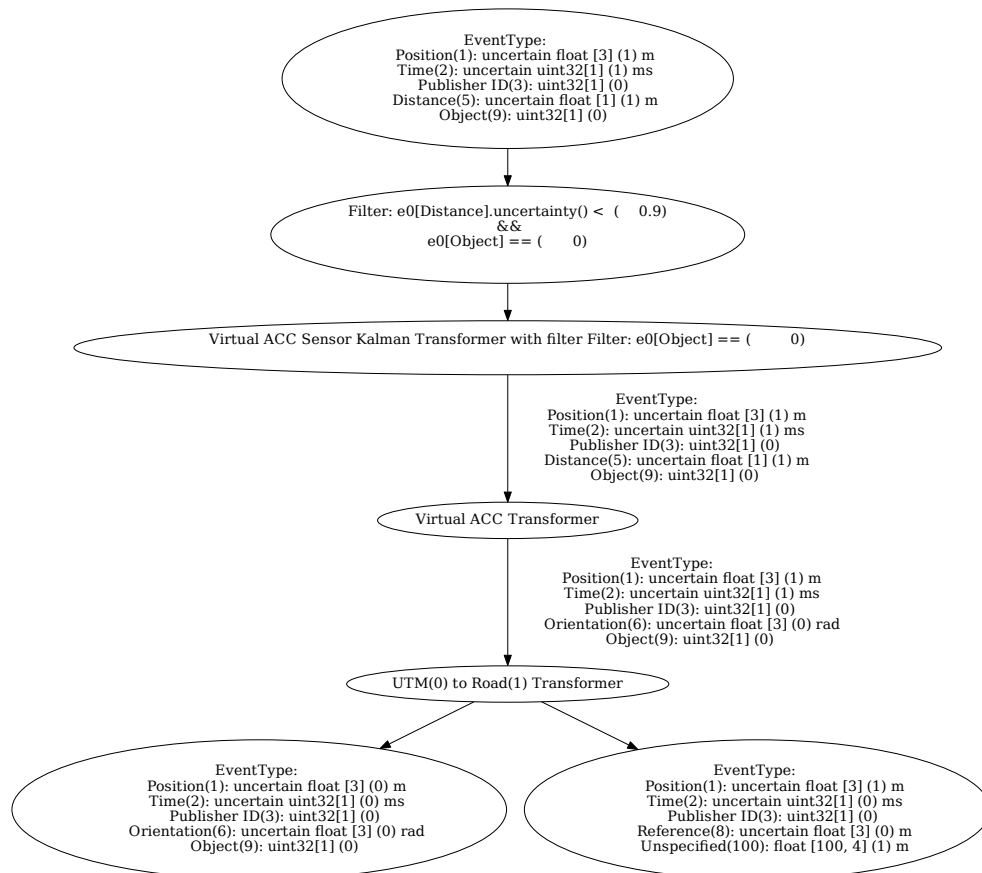 EventType:
Position(1): uncertain float [3] (1) m
Time(2): uncertain uint32[1] (1) ms
Publisher ID(3): uint32[1] (0)
Distance(5): uncertain float [1] (1) m
Object(9): uint32[1] (0)
Filter: e0[Distance].uncertainty() < ( 0.9)
&&
e0[Object] == ( 0)
Virtual ACC Sensor Kalman Transformer with filter Filter: e0[Object] == ( 0)
EventType:
Position(1): uncertain float [3] (1) m
Time(2): uncertain uint32[1] (1) ms
Publisher ID(3): uint32[1] (0)
Distance(5): uncertain float [1] (1) m
Object(9): uint32[1] (0)
Virtual ACC Transformer
EventType:
Position(1): uncertain float [3] (1) m
Time(2): uncertain uint32[1] (1) ms
Publisher ID(3): uint32[1] (0)
Orientation(6): uncertain float [3] (0) rad
Object(9): uint32[1] (0)
UTM(0) to Road(1) Transformer
EventType:
Position(1): uncertain float [3] (0) m
Time(2): uncertain uint32[1] (0) ms
Publisher ID(3): uint32[1] (0)
Orientation(6): uncertain float [3] (0) rad
Object(9): uint32[1] (0)
EventType:
Position(1): uncertain float [3] (1) m
Time(2): uncertain uint32[1] (0) ms
Publisher ID(3): uint32[1] (0)
Reference(8): uncertain float [3] (0) m
Unspecified(100): float [100, 4] (1) m